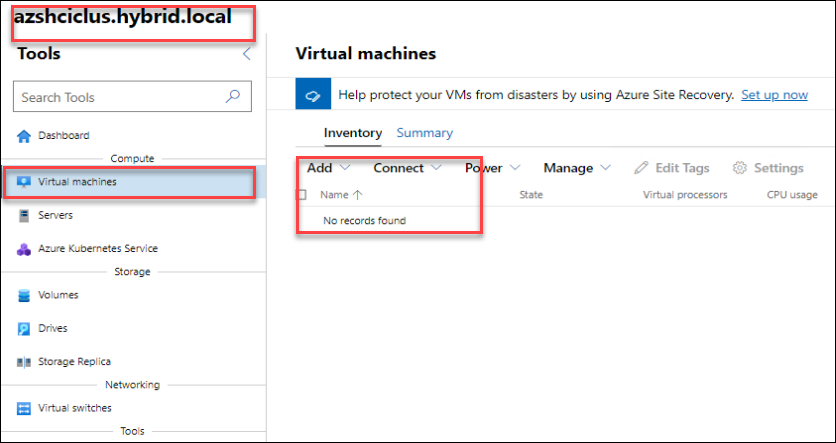 azshciclus.hybrid.local
Tools
Search Tools
Dashboard
Compute
Virtual machines
Servers
Azure Kubernetes Service
Storage
Volumes
Drives
Storage Replica
Networking
Virtual switches
Tools
Virtual machines
Help protect your VMs from disasters by using Azure Site Recovery. Set up now
Inventory Summary
Add Connect Power Manage Edit Tags Settings
Name State Virtual processors CPU usage
No records found